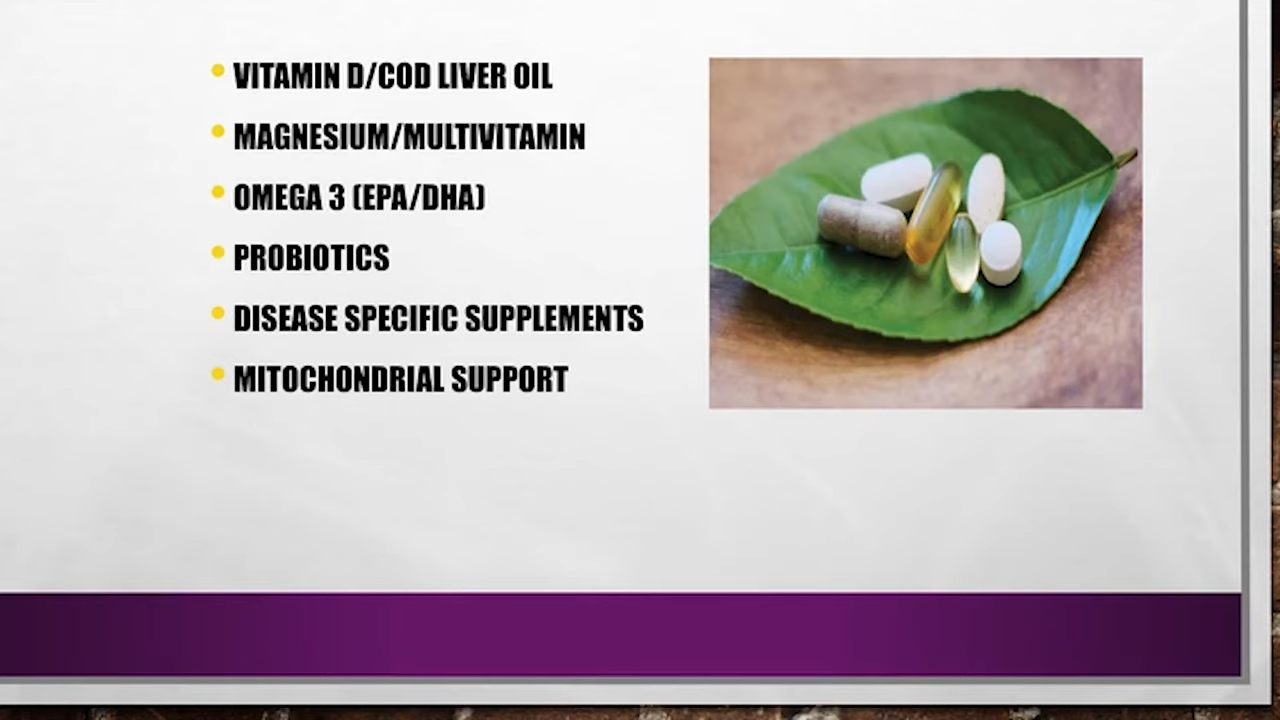 VITAMIN D/COD LIVER OIL
MAGNESIUM/MULTIVITAMIN
OMEGA 3 (EPA/DHA)
PROBIOTICS
DISEASE SPECIFIC SUPPLEMENTS
MITOCHONDRIAL SUPPORT